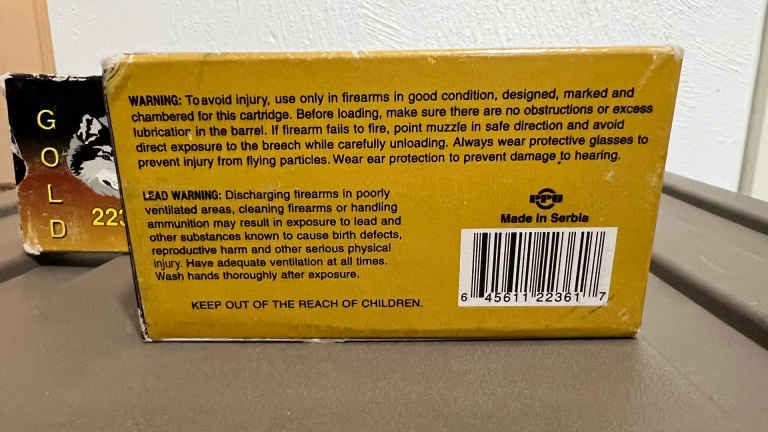 GOLD
223
WARNING: To avoid injury, use only in firearms in good condition, designed, marked and
chambered for this cartridge. Before loading, make sure there are no obstructions or excess
lubrication in the barrel. If firearm fails to fire, point muzzle in safe direction and avoid
direct exposure to the breech while carefully unloading. Always wear protective glasses to
prevent injury from flying particles. Wear ear protection to prevent damage to hearing.
LEAD WARNING: Discharging firearms in poorly
ventilated areas, cleaning firearms or handling
ammunition may result in exposure to lead and
other substances known to cause birth defects,
reproductive harm and other serious physical
injury. Have adequate ventilation at all times.
Wash hands thoroughly after exposure.
KEEP OUT OF THE REACH OF CHILDREN.
PPU
Made in Serbia
6 45611 22361 7